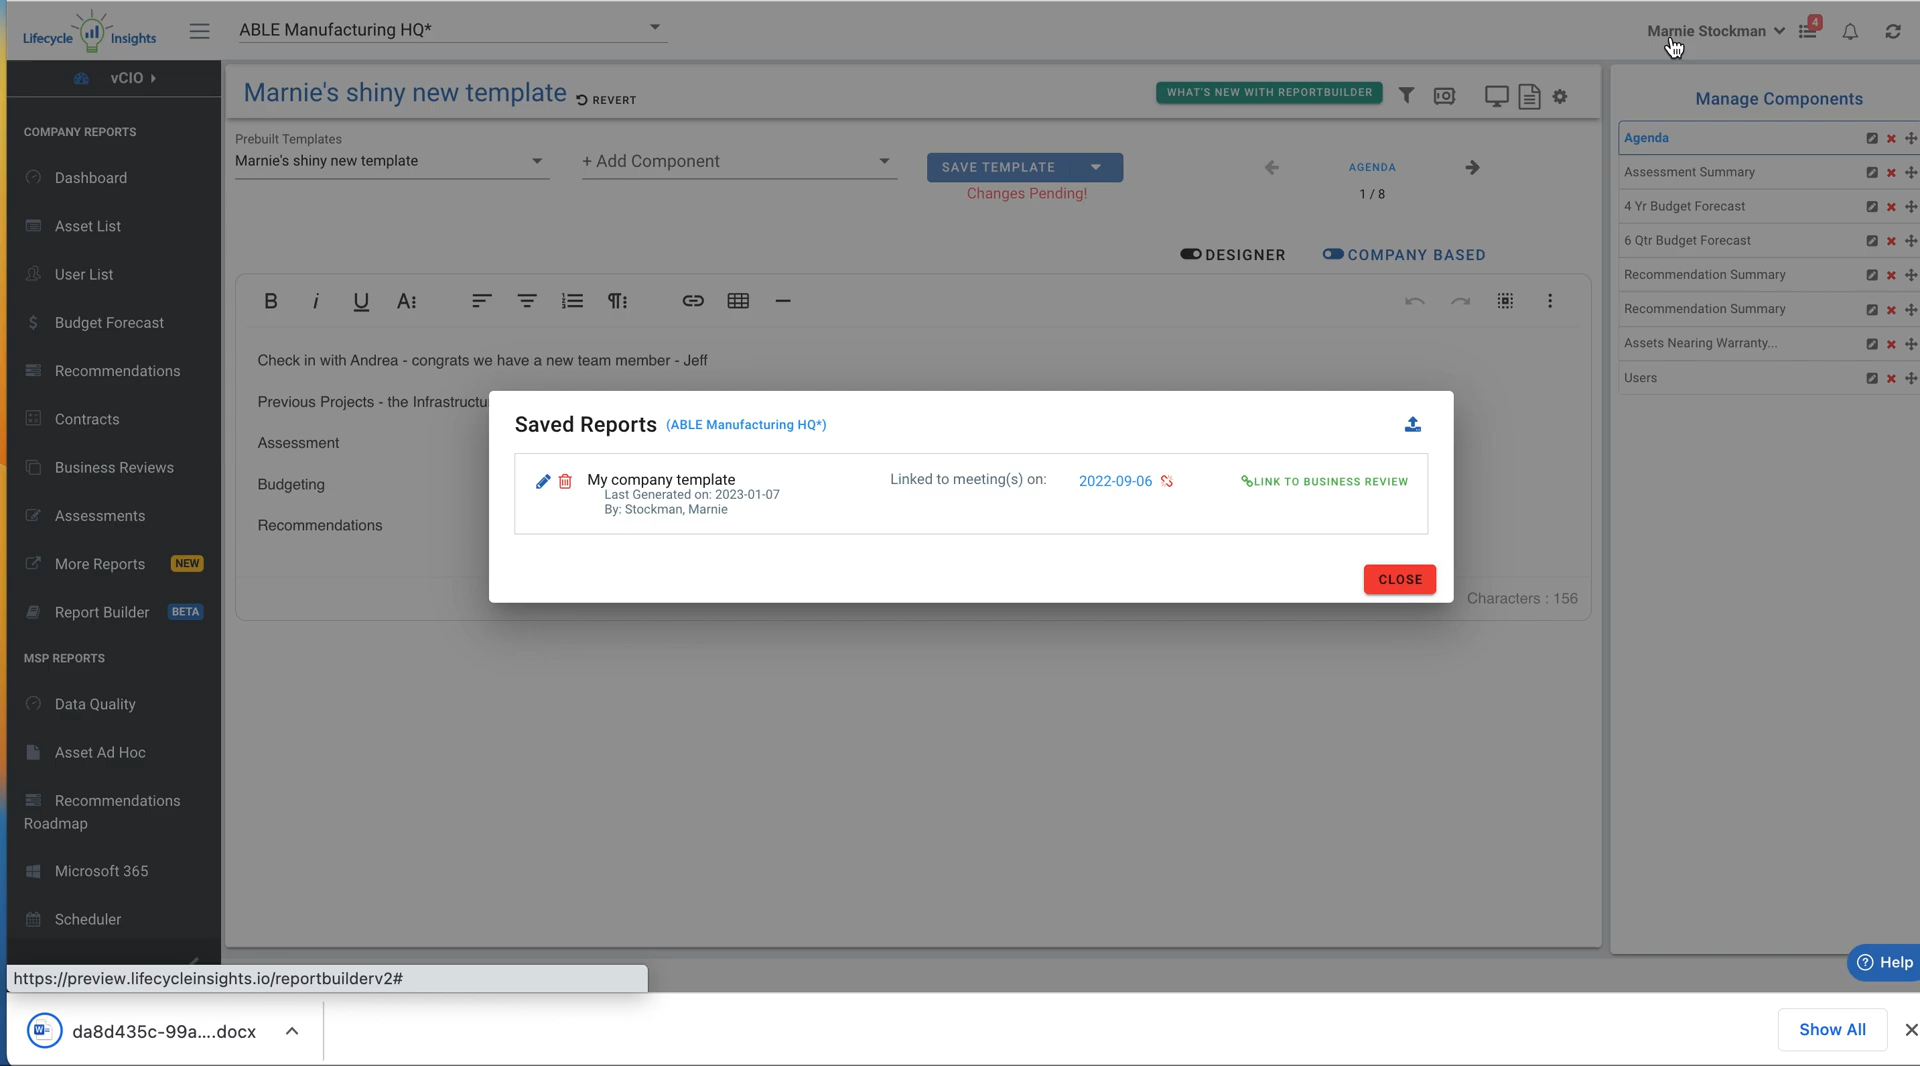 Lifecycle Insights
ABLE Manufacturing HQ*
Marnie Stockman
4
vCIO
COMPANY REPORTS
Dashboard
Asset List
User List
Budget Forecast
Recommendations
Contracts
Business Reviews
Assessments
More Reports NEW
Report Builder BETA
MSP REPORTS
Data Quality
Asset Ad Hoc
Recommendations
Roadmap
Microsoft 365
Scheduler
Marnie's shiny new template
REVERT
WHAT'S NEW WITH REPORTBUILDER
Prebuilt Templates
Marnie's shiny new template
+ Add Component
SAVE TEMPLATE
Changes Pending!
AGENDA
1 / 8
DESIGNER
COMPANY BASED
Check in with Andrea - congrats we have a new team member - Jeff
Previous Projects - the Infrastructu
Assessment
Budgeting
Recommendations
Characters : 156
Saved Reports (ABLE Manufacturing HQ*)
My company template
Last Generated on: 2023-01-07
By: Stockman, Marnie
Linked to meeting(s) on: 2022-09-06
LINK TO BUSINESS REVIEW
CLOSE
Manage Components
Agenda
Assessment Summary
4 Yr Budget Forecast
6 Qtr Budget Forecast
Recommendation Summary
Recommendation Summary
Assets Nearing Warranty...
Users
Help
https://preview.lifecycleinsights.io/reportbuilderv2#
da8d435c-99a....docx
Show All